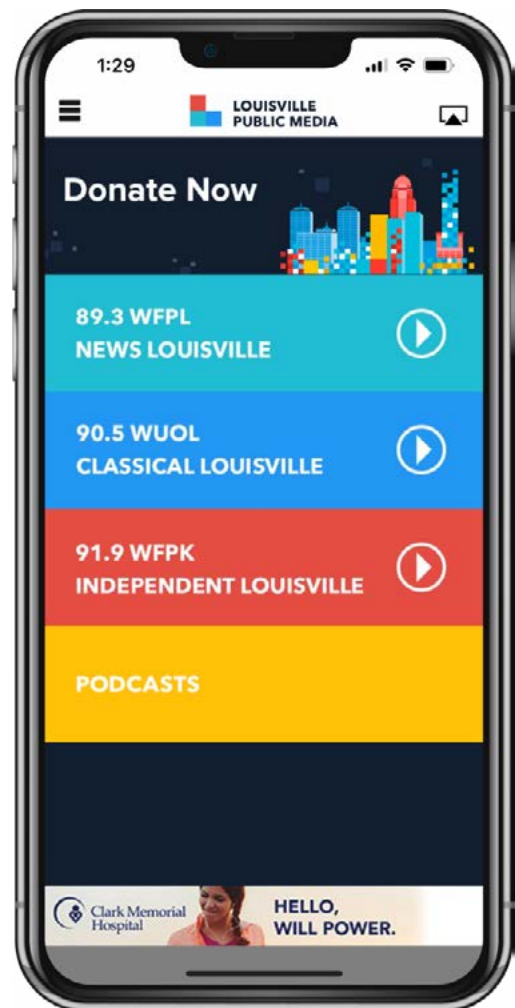 1:29
LOUISVILLE
PUBLIC MEDIA
Donate Now
89.3 WFPL
NEWS LOUISVILLE
90.5 WUOL
CLASSICAL LOUISVILLE
91.9 WFPK
INDEPENDENT LOUISVILLE
PODCASTS
Clark Memorial
Hospital
HELLO,
WILL POWER.